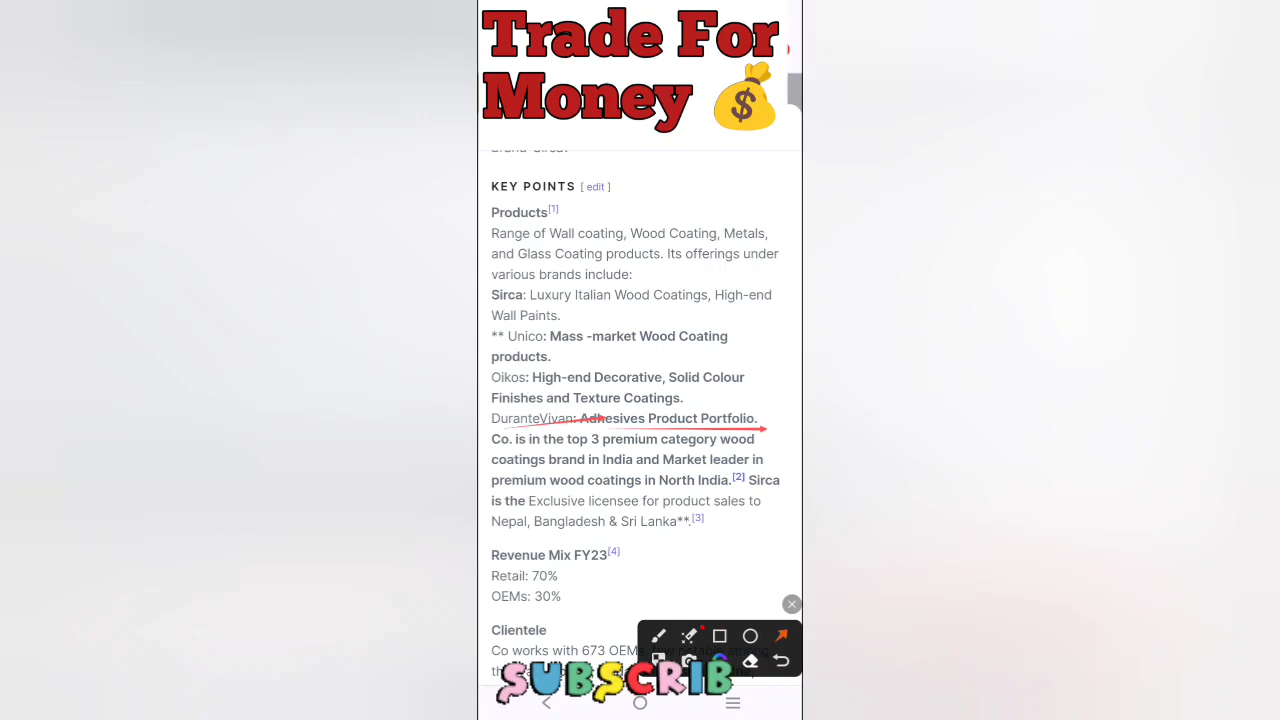 Trade For
Money
KEY POINTS [ edit ]
Products[1]
Range of Wall coating, Wood Coating, Metals,
and Glass Coating products. Its offerings under
various brands include:
Sirca: Luxury Italian Wood Coatings, High-end
Wall Paints.
** Unico: Mass -market Wood Coating
products.
Oikos: High-end Decorative, Solid Colour
Finishes and Texture Coatings.
DuranteVivan: Adhesives Product Portfolio.
Co. is in the top 3 premium category wood
coatings brand in India and Market leader in
premium wood coatings in North India.[2] Sirca
is the Exclusive licensee for product sales to
Nepal, Bangladesh & Sri Lanka**.[3]
Revenue Mix FY23[4]
Retail: 70%
OEMs: 30%
Clientele
Co works with 673 OEMs,
SUBSCRIB